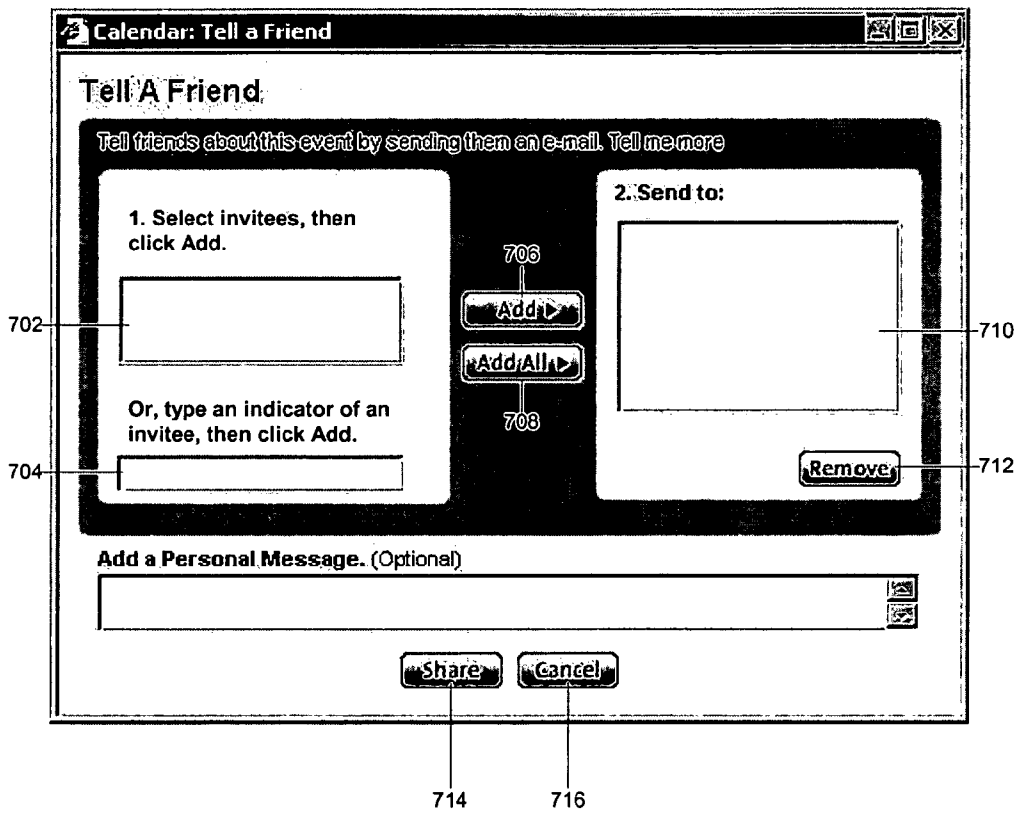 Calendar: Tell a Friend
Tell A Friend
Tell friends about this event by sending them an e-mail. Tell me more
1. Select invitees, then
click Add.
702
Or, type an indicator of an
invitee, then click Add.
704
706
Add
Add All
708
2. Send to:
710
Remove
712
Add a Personal Message. (Optional)
Share
Cancel
714
716